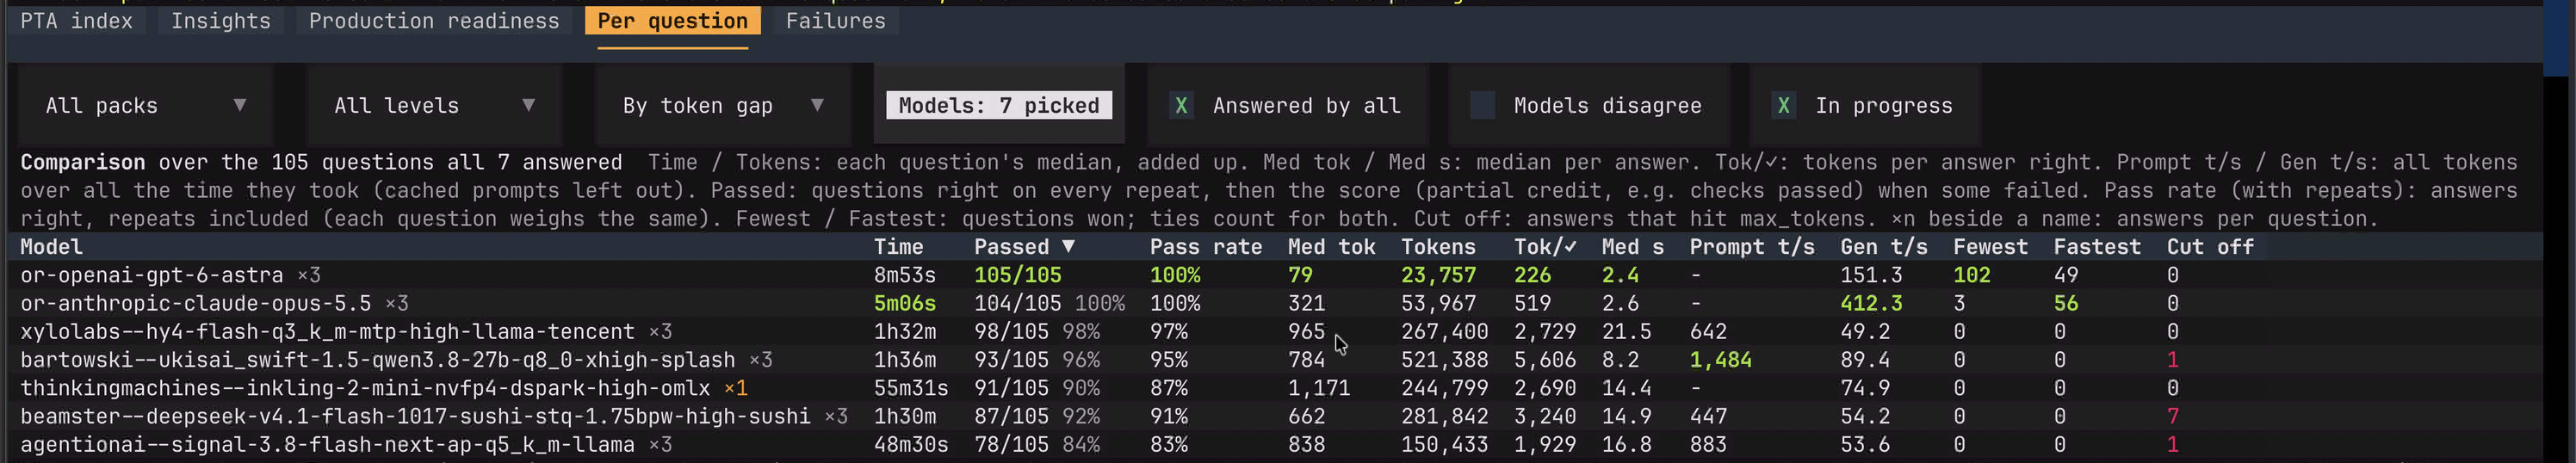 PTA index Insights Production readiness Per question Failures
All packs ▼ All levels ▼ By token gap ▼ Models: 7 picked X Answered by all Models disagree X In progress
Comparison over the 105 questions all 7 answered Time / Tokens: each question's median, added up. Med tok / Med s: median per answer. Tok/✓: tokens per answer right. Prompt t/s / Gen t/s: all tokens
over all the time they took (cached prompts left out). Passed: questions right on every repeat, then the score (partial credit, e.g. checks passed) when some failed. Pass rate (with repeats): answers
right, repeats included (each question weighs the same). Fewest / Fastest: questions won; ties count for both. Cut off: answers that hit max_tokens. ×n beside a name: answers per question.
Model Time Passed ▼ Pass rate Med tok Tokens Tok/✓ Med s Prompt t/s Gen t/s Fewest Fastest Cut off
or-openai-gpt-6-astra ×3 8m53s 105/105 100% 79 23,757 226 2.4 - 151.3 102 49 0
or-anthropic-claude-opus-5.5 ×3 5m06s 104/105 100% 100% 321 53,967 519 2.6 - 412.3 3 56 0
xylolabs--hy4-flash-q3_k_m-mtp-high-llama-tencent ×3 1h32m 98/105 98% 97% 965 267,400 2,729 21.5 642 49.2 0 0 0
bartowski--ukisai_swift-1.5-qwen3.8-27b-q8_0-xhigh-splash ×3 1h36m 93/105 96% 95% 784 521,388 5,606 8.2 1,484 89.4 0 0 1
thinkingmachines--inkling-2-mini-nvfp4-dspark-high-omlx ×1 55m31s 91/105 90% 87% 1,171 244,799 2,690 14.4 - 74.9 0 0 0
beamster--deepseek-v4.1-flash-1017-sushi-stq-1.75bpw-high-sushi ×3 1h30m 87/105 92% 91% 662 281,842 3,240 14.9 447 54.2 0 0 7
agentionai--signal-3.8-flash-next-ap-q5_k_m-llama ×3 48m30s 78/105 84% 83% 838 150,433 1,929 16.8 883 53.6 0 0 1